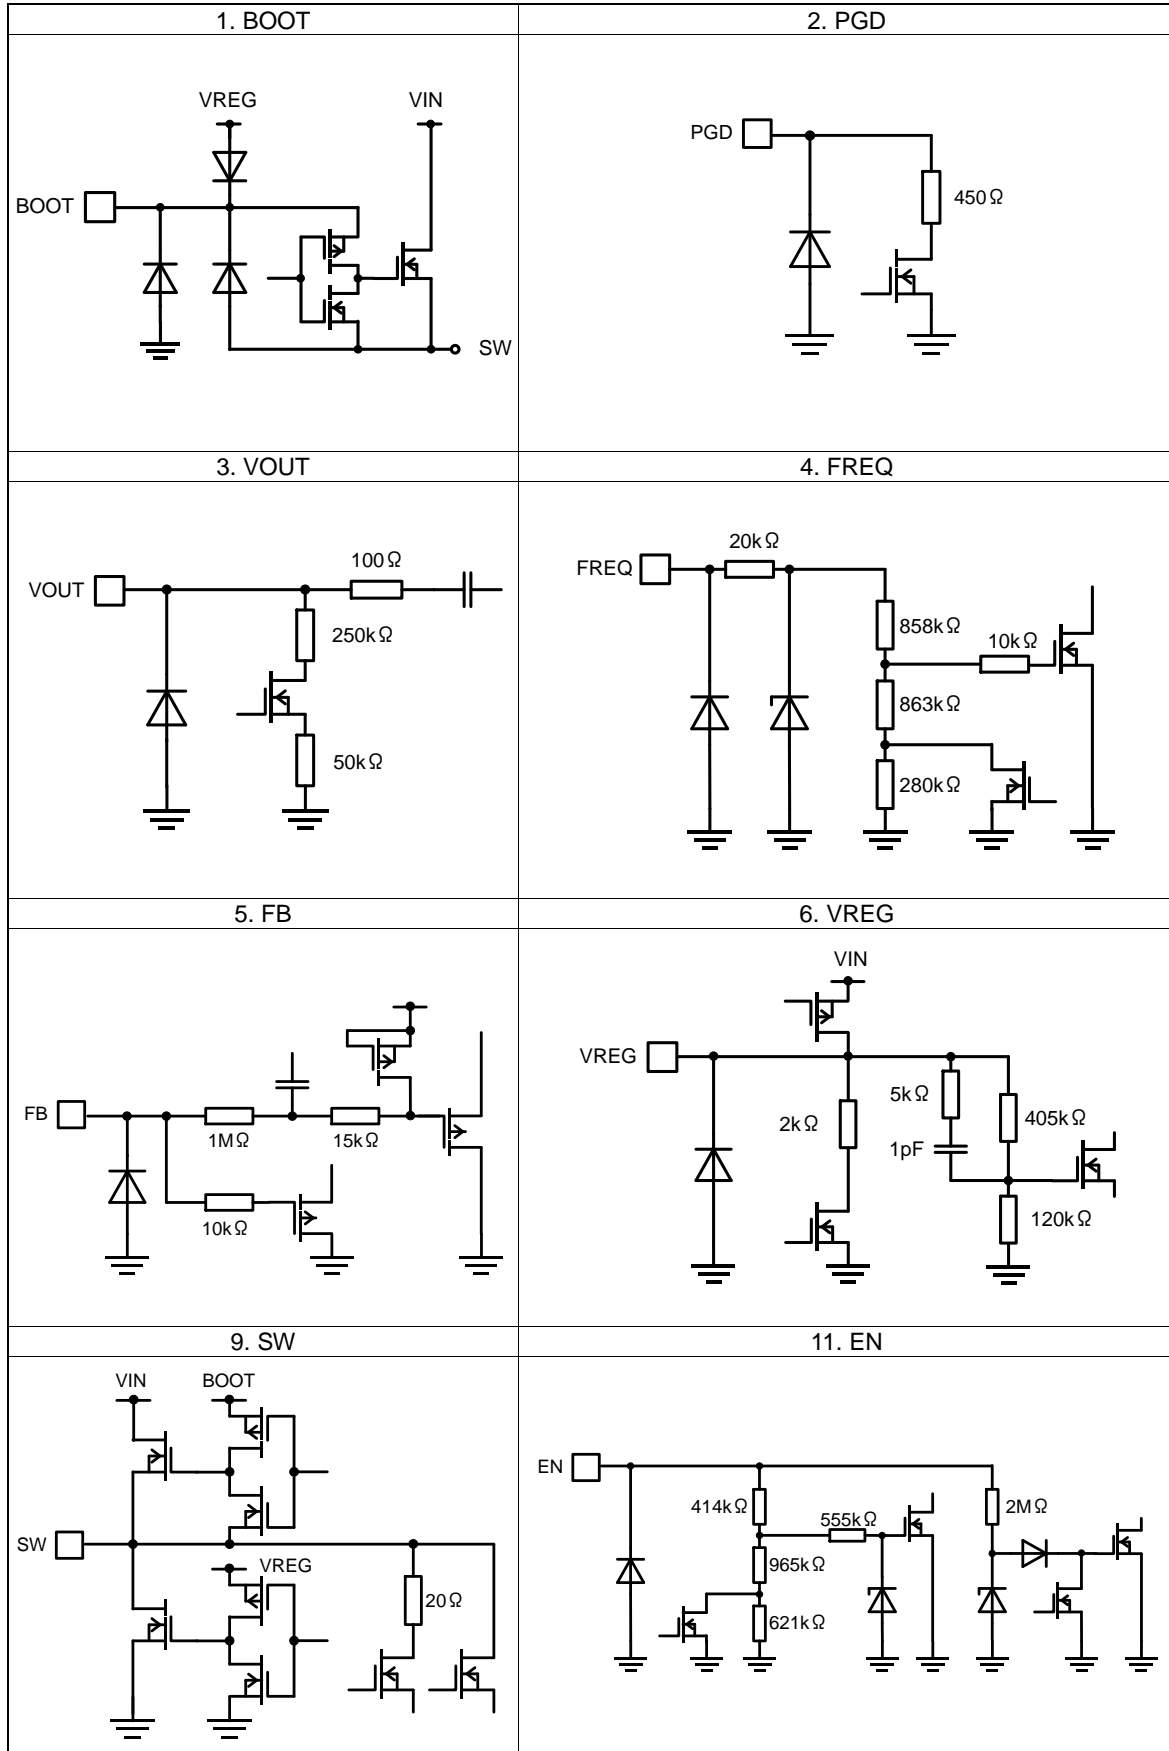 1. BOOT
2. PGD
VREG
VIN
BOOT
SW
PGD
450Ω
3. VOUT
4. FREQ
VOUT
100Ω
250kΩ
50kΩ
FREQ
20kΩ
858kΩ
10kΩ
863kΩ
280kΩ
5. FB
6. VREG
FB
1MΩ
15kΩ
10kΩ
VIN
VREG
5kΩ
2kΩ
405kΩ
1pF
120kΩ
9. SW
11. EN
VIN
BOOT
SW
VREG
20Ω
EN
414kΩ
2MΩ
555kΩ
965kΩ
621kΩ